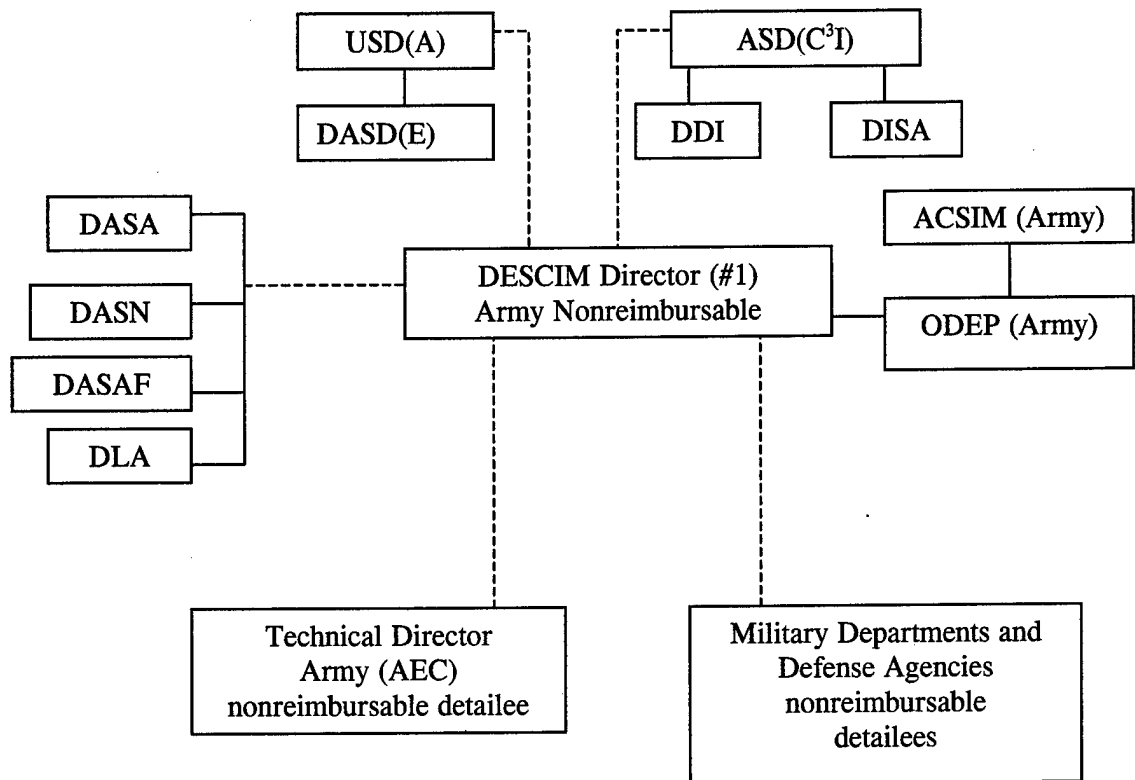 USD(A)
ASD(C³I)
DASD(E)
DDI
DISA
DASA
DASN
DASAF
DLA
DESCIM Director (#1)
Army Nonreimbursable
ACSIM (Army)
ODEP (Army)
Technical Director
Army (AEC)
nonreimbursable detailee
Military Departments and
Defense Agencies
nonreimbursable
detailees